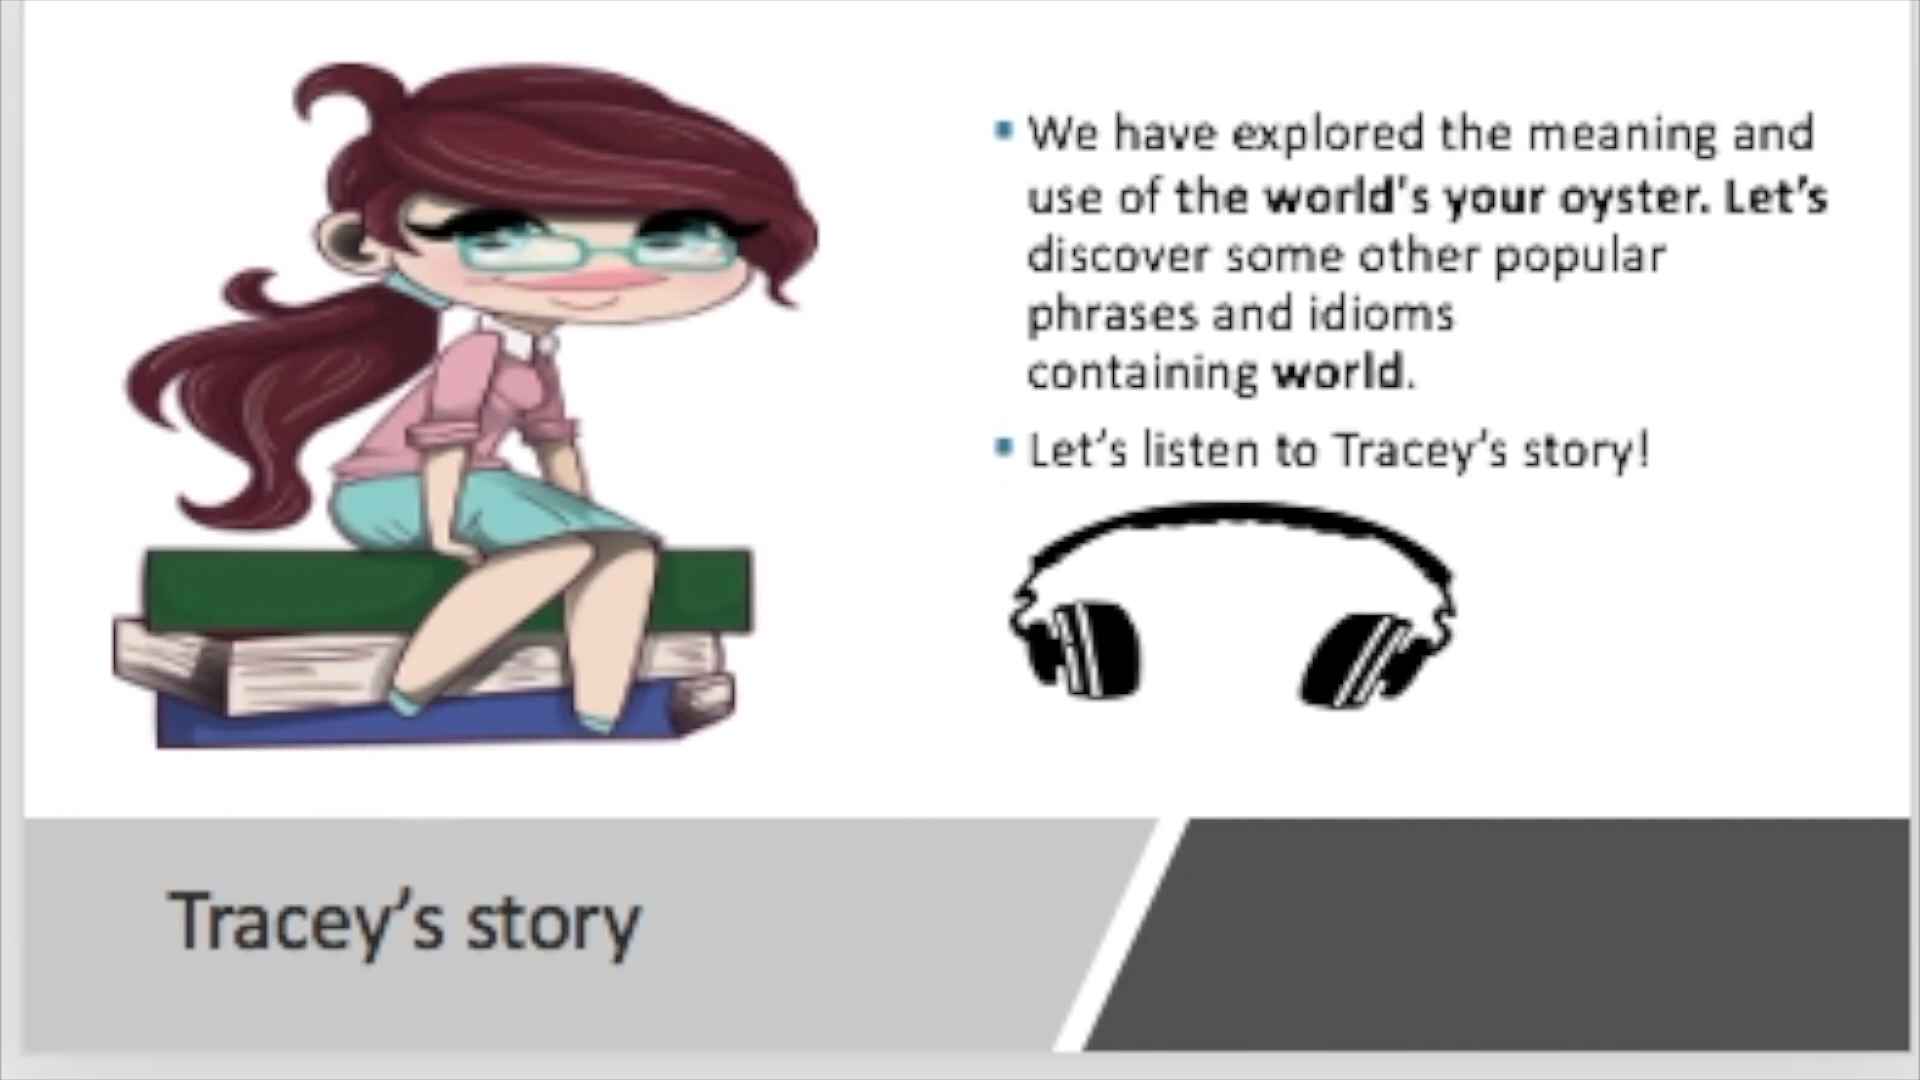 We have explored the meaning and
use of the world's your oyster. Let’s
discover some other popular
phrases and idioms
containing world.
Let’s listen to Tracey’s story!
Tracey’s story